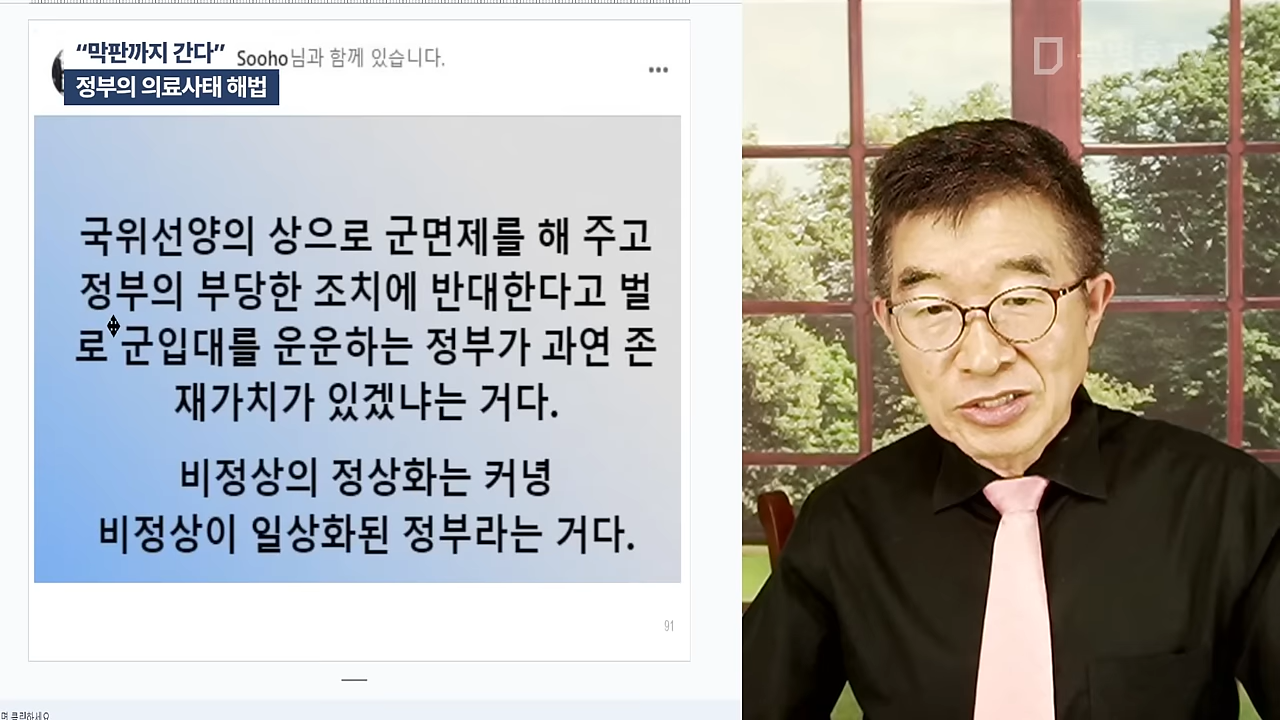 “막판까지 간다”
정부의 의료사태 해법
Sooho님과 함께 있습니다.
국위선양의 상으로 군면제를 해 주고
정부의 부당한 조치에 반대한다고 벌
로 군입대를 운운하는 정부가 과연 존
재가치가 있겠냐는 거다.
비정상의 정상화는 커녕
비정상이 일상화된 정부라는 거다.
91